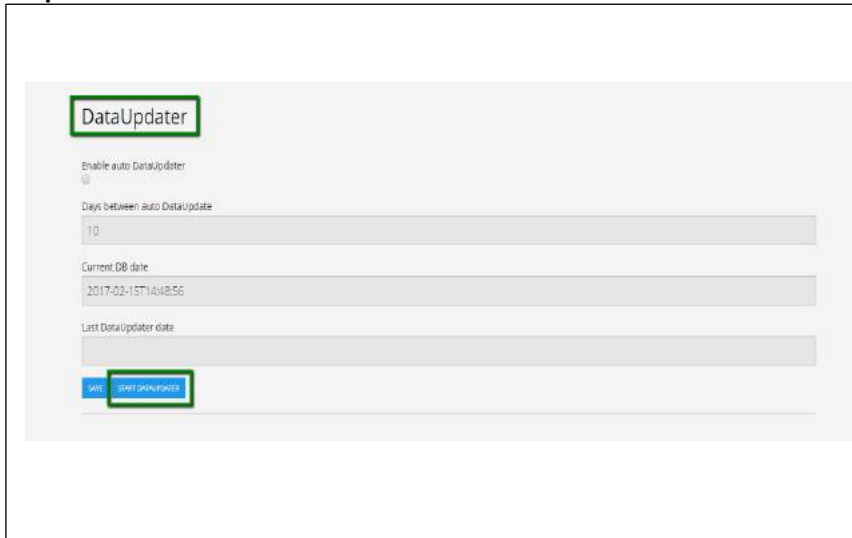 DataUpdater
Enable auto DataUpdater
Days between auto DataUpdate
10
Current DB date
2017-02-15T14:48:56
Last DataUpdater date
SAVE START DATAUPDATER